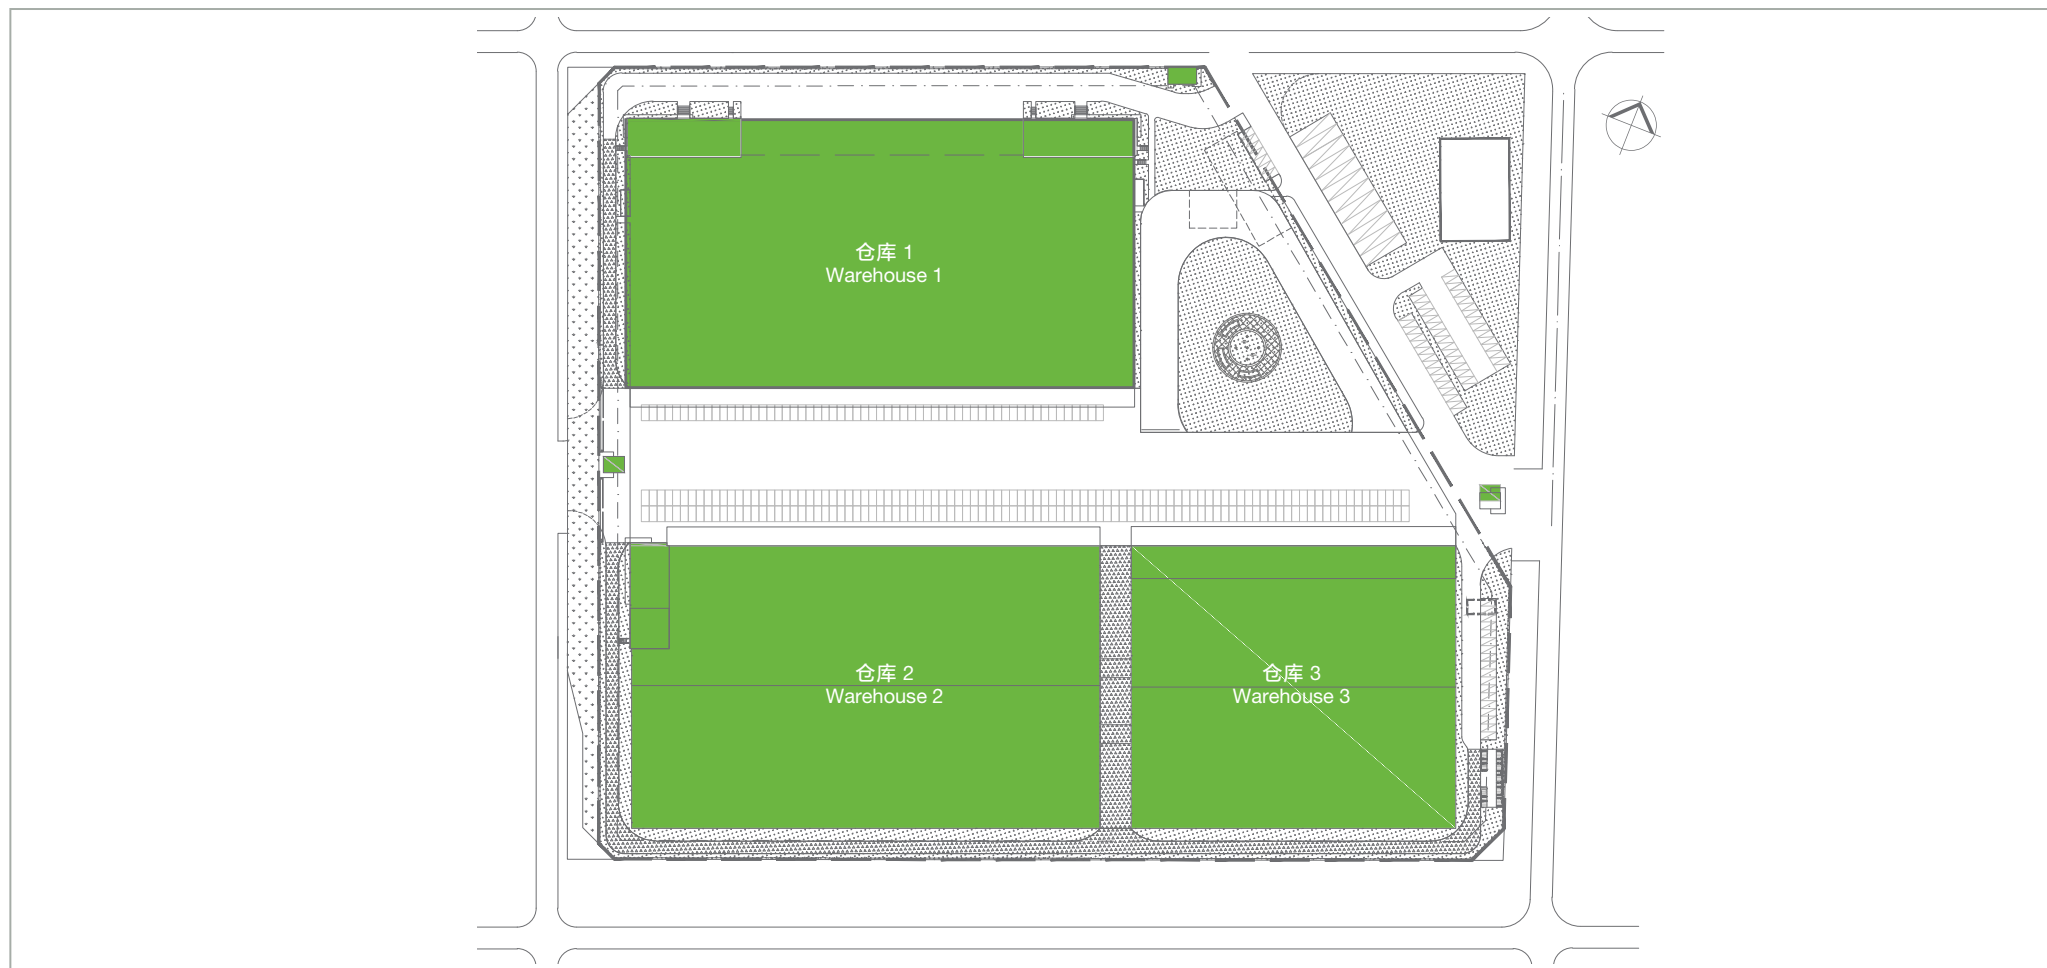 仓库 1
Warehouse 1
仓库 2
Warehouse 2
仓库 3
Warehouse 3